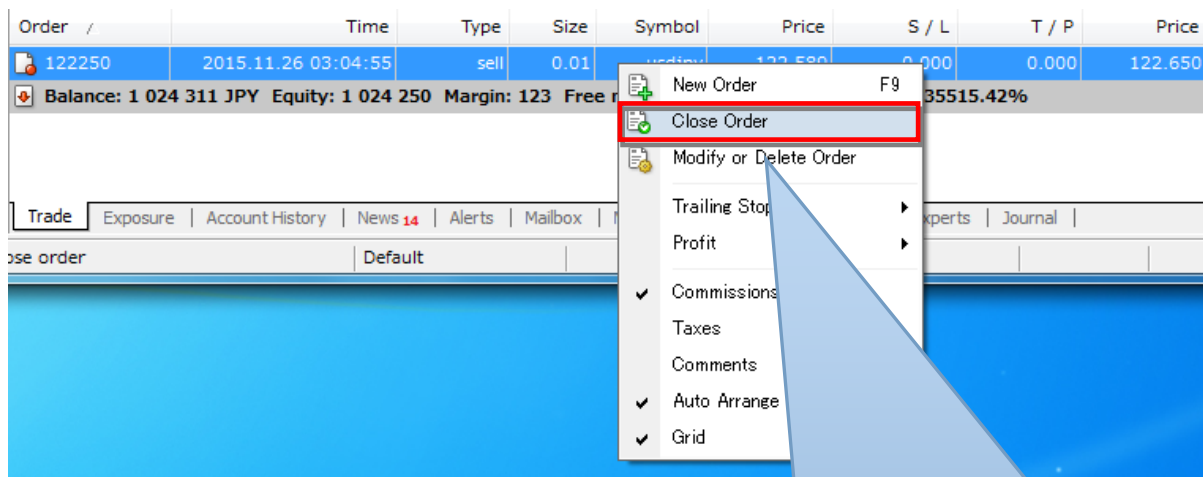 Order / Time Type Size Symbol Price S / L T / P Price
122250 2015.11.26 03:04:55 sell 0.01 0.000 0.000 122.650
Balance: 1 024 311 JPY Equity: 1 024 250 Margin: 123 Free 35515.42%
New Order F9
Close Order
Modify or Delete Order
Trailing Stop
Profit
Commissions
Taxes
Comments
Auto Arrange
Grid
Trade Exposure | Account History | News 14 | Alerts | Mailbox | xperts | Journal |
ose order Default